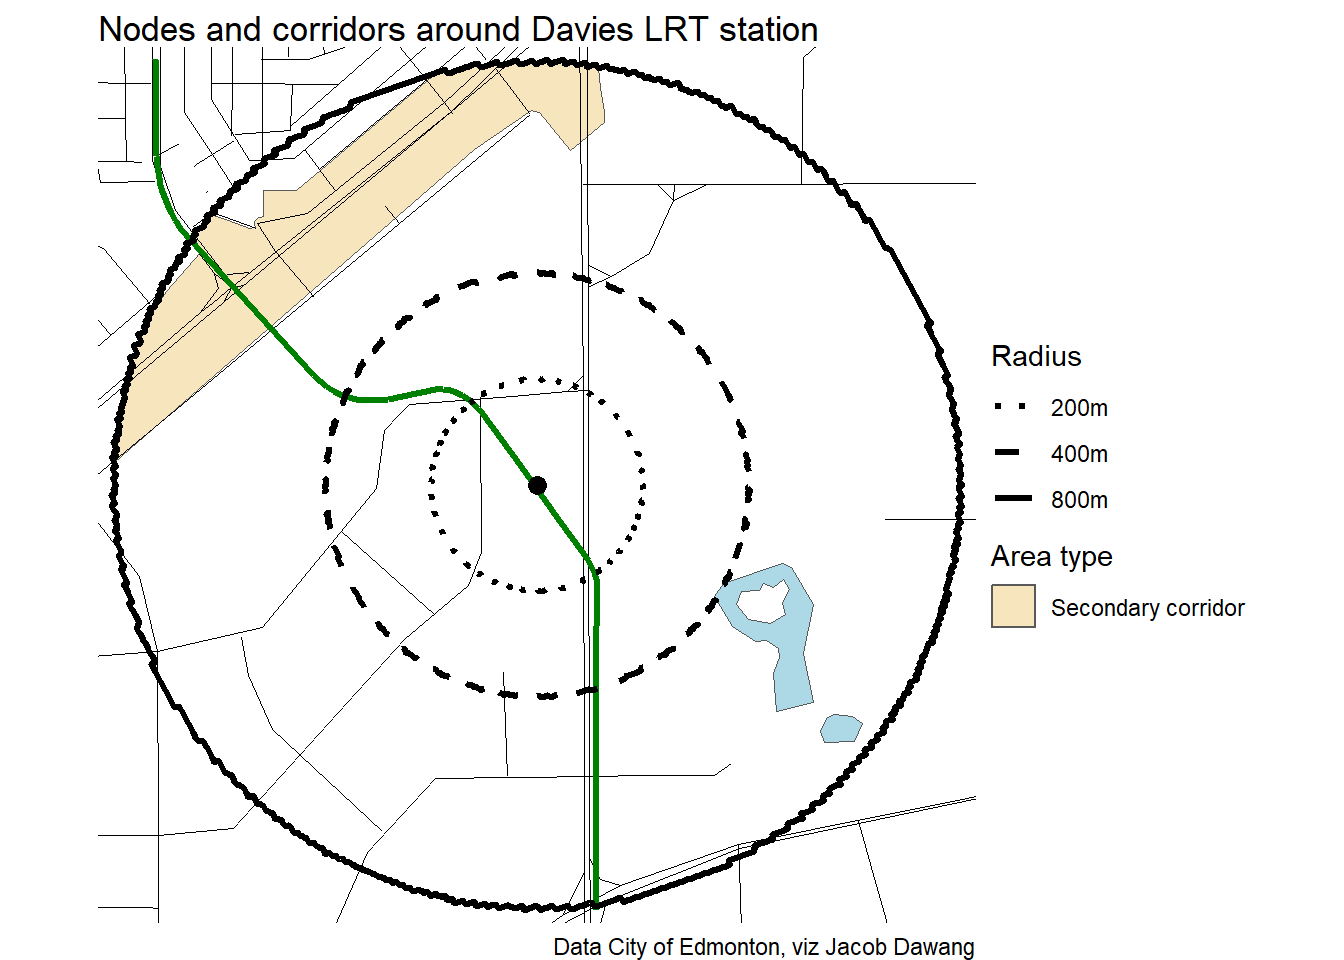 Nodes and corridors around Davies LRT station
Radius
200m
400m
800m
Area type
Secondary corridor
Data City of Edmonton, viz Jacob Dawang